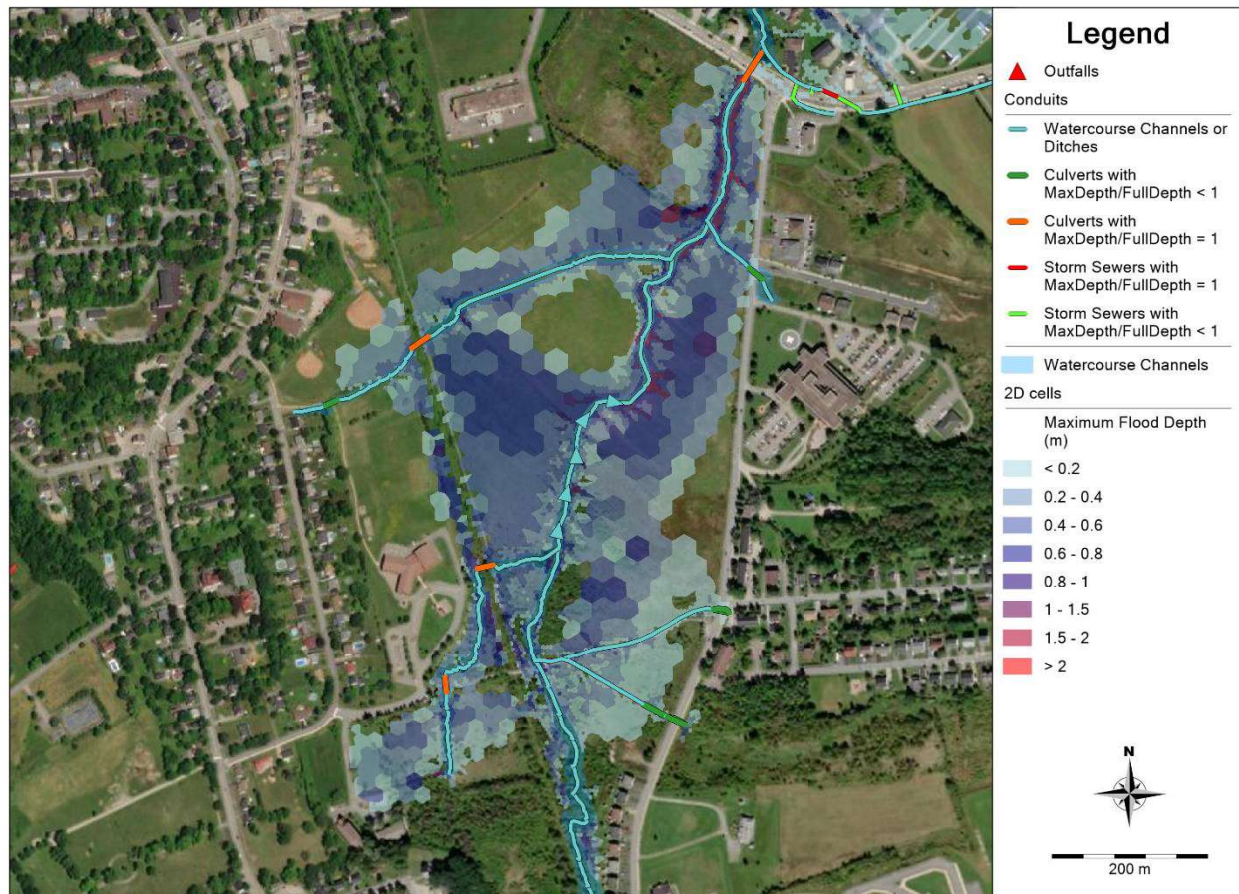 Legend
Outfalls
Conduits
Watercourse Channels or
Ditches
Culverts with
MaxDepth/FullDepth < 1
Culverts with
MaxDepth/FullDepth = 1
Storm Sewers with
MaxDepth/FullDepth = 1
Storm Sewers with
MaxDepth/FullDepth < 1
Watercourse Channels
2D cells
Maximum Flood Depth
(m)
< 0.2
0.2 - 0.4
0.4 - 0.6
0.6 - 0.8
0.8 - 1
1 - 1.5
1.5 - 2
> 2
N
200 m